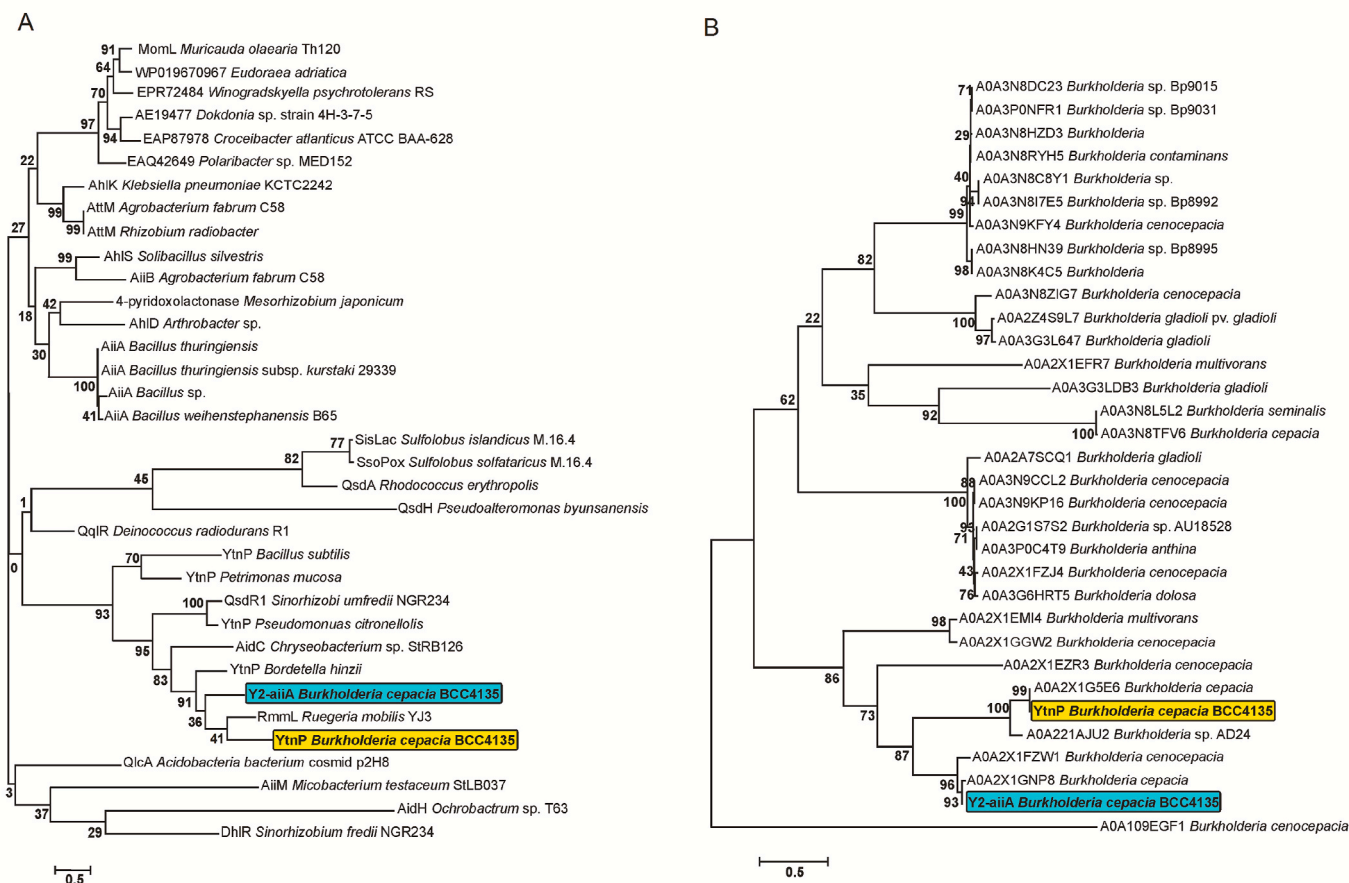 A
MomL Muricauda olaearia Th120
91
WP019670967 Eudoraea adriatica
64
EPR72484 Winogradskyella psychrotolerans RS
70
AE19477 Dokdonia sp. strain 4H-3-7-5
97
94
EAP87978 Croceibacter atlanticus ATCC BAA-628
EAQ42649 Polaribacter sp. MED152
22
AhlK Klebsiella pneumoniae KCTC2242
AttM Agrobacterium fabrum C58
99
99
AttM Rhizobium radiobacter
27
AhlS Solibacillus silvestris
99
AiiB Agrobacterium fabrum C58
4-pyridoxolactonase Mesorhizobium japonicum
42
18
AhlD Arthrobacter sp.
30
AiiA Bacillus thuringiensis
AiiA Bacillus thuringiensis subsp. kurstaki 29339
100
AiiA Bacillus sp.
41
AiiA Bacillus weihenstephanensis B65
SisLac Sulfolobus islandicus M.16.4
77
SsoPox Sulfolobus solfataricus M.16.4
82
45
QsdA Rhodococcus erythropolis
1
QsdH Pseudoalteromonas byunsanensis
QqlR Deinococcus radiodurans R1
0
YtnP Bacillus subtilis
70
YtnP Petrimonas mucosa
93
QsdR1 Sinorhizobi umfredii NGR234
100
YtnP Pseudomonuas citronellolis
95
AidC Chryseobacterium sp. StRB126
83
YtnP Bordetella hinzii
91
Y2-aiiA Burkholderia cepacia BCC4135
36
RmmL Ruegeria mobilis YJ3
41
YtnP Burkholderia cepacia BCC4135
QlcA Acidobacteria bacterium cosmid p2H8
3
AiiM Micobacterium testaceum StLB037
37
AidH Ochrobactrum sp. T63
29
DhlR Sinorhizobium fredii NGR234
0.5
B
A0A3N8DC23 Burkholderia sp. Bp9015
71
A0A3P0NFR1 Burkholderia sp. Bp9031
29
A0A3N8HZD3 Burkholderia
A0A3N8RYH5 Burkholderia contaminans
40
A0A3N8C8Y1 Burkholderia sp.
94
A0A3N8I7E5 Burkholderia sp. Bp8992
99
A0A3N9KFY4 Burkholderia cenocepacia
A0A3N8HN39 Burkholderia sp. Bp8995
98
A0A3N8K4C5 Burkholderia
82
A0A3N8ZIG7 Burkholderia cenocepacia
100
A0A2Z4S9L7 Burkholderia gladioli pv. gladioli
97
A0A3G3L647 Burkholderia gladioli
22
A0A2X1EFR7 Burkholderia multivorans
35
A0A3G3LDB3 Burkholderia gladioli
92
A0A3N8L5L2 Burkholderia seminalis
100
A0A3N8TFV6 Burkholderia cepacia
62
A0A2A7SCQ1 Burkholderia gladioli
88
A0A3N9CCL2 Burkholderia cenocepacia
100
A0A3N9KP16 Burkholderia cenocepacia
93
A0A2G1S7S2 Burkholderia sp. AU18528
71
A0A3P0C4T9 Burkholderia anthina
43
A0A2X1FZJ4 Burkholderia cenocepacia
76
A0A3G6HRT5 Burkholderia dolosa
98
A0A2X1EMI4 Burkholderia multivorans
A0A2X1GGW2 Burkholderia cenocepacia
86
A0A2X1EZR3 Burkholderia cenocepacia
99
A0A2X1G5E6 Burkholderia cepacia
73
100
YtnP Burkholderia cepacia BCC4135
A0A221AJU2 Burkholderia sp. AD24
87
A0A2X1FZW1 Burkholderia cenocepacia
96
A0A2X1GNP8 Burkholderia cepacia
93
Y2-aiiA Burkholderia cepacia BCC4135
A0A109EGF1 Burkholderia cenocepacia
0.5